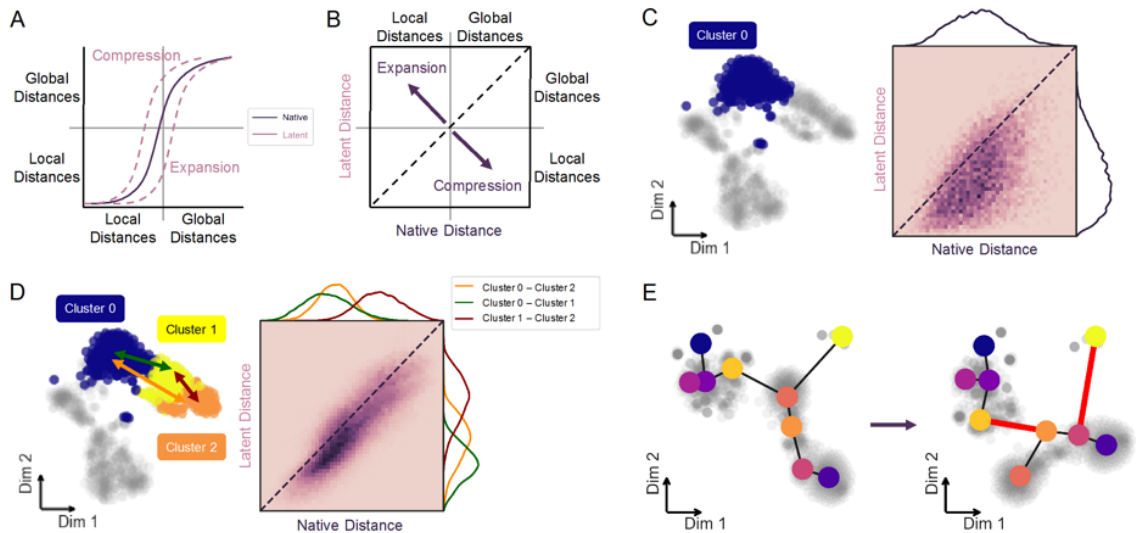 A
Compression
Global
Distances
Native
Latent
Local
Distances
Expansion
Local
Distances
Global
Distances
B
Local
Distances
Global
Distances
Expansion
Global
Distances
Latent Distance
Compression
Local
Distances
Native Distance
C
Cluster 0
Dim 2
Dim 1
Latent Distance
Native Distance
D
Cluster 0
Cluster 1
Cluster 2
Dim 2
Dim 1
Cluster 0 – Cluster 2
Cluster 0 – Cluster 1
Cluster 1 – Cluster 2
Latent Distance
Native Distance
E
Dim 2
Dim 1
Dim 2
Dim 1